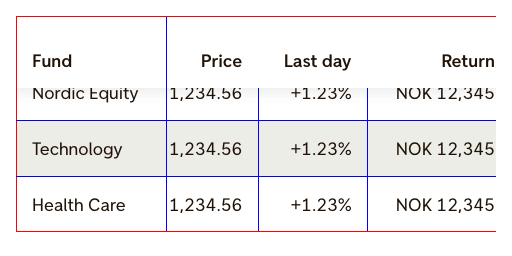 Fund Price Last day Return
Nordic Equity 1,234.56 +1.23% NOK 12,345
Technology 1,234.56 +1.23% NOK 12,345
Health Care 1,234.56 +1.23% NOK 12,345